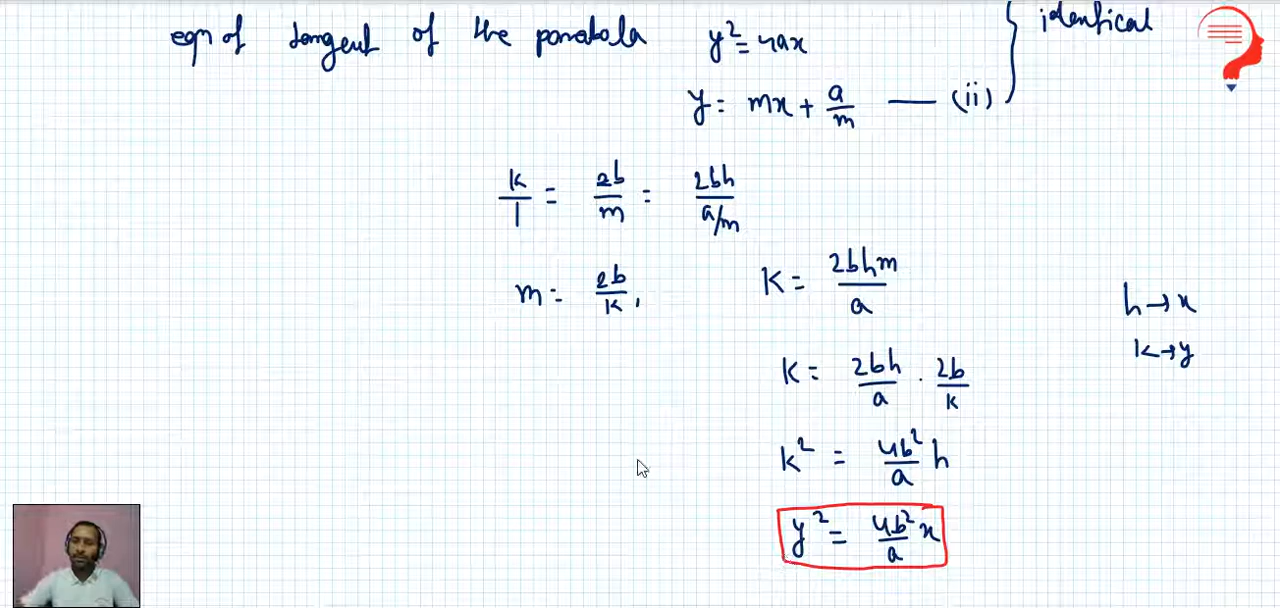 eqn of tangent of the parabola y² = 4ax } identical
y = mx + a/m —— (ii)
k/1 = 2b/m = 2bh/(a/m)
m = 2b/k, K = 2bhm/a
h → x
k → y
k = 2bh/a · 2b/k
k² = 4b²/a h
y² = 4b²/a x